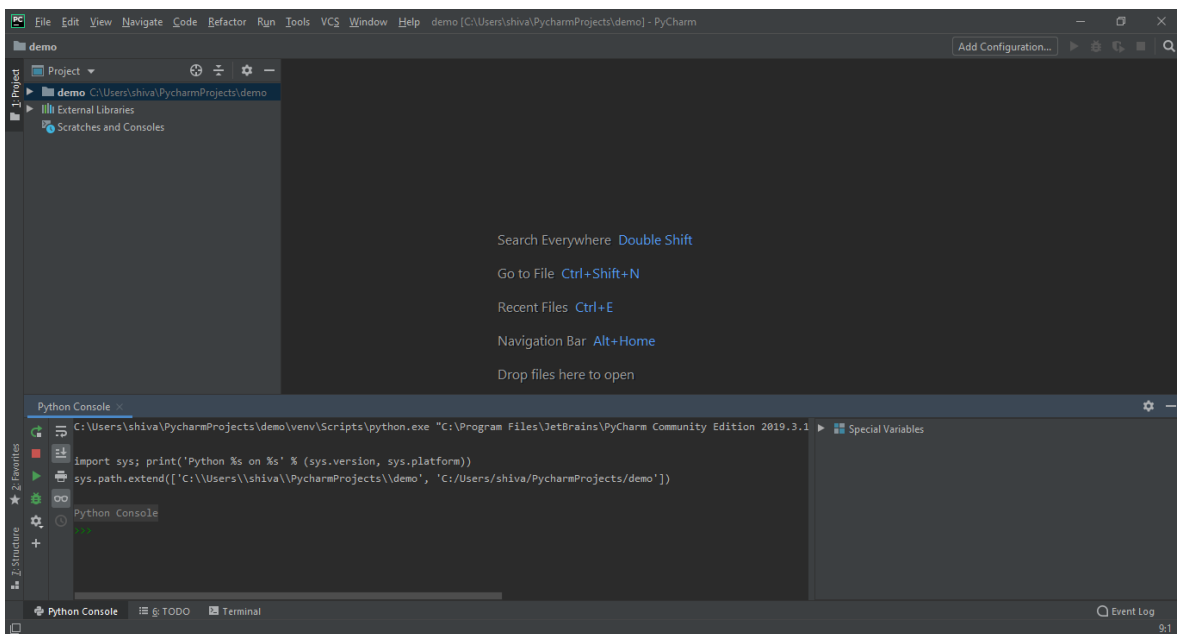 PC File Edit View Navigate Code Refactor Run Tools VCS Window Help demo [C:\Users\shiva\PycharmProjects\demo] - PyCharm
demo
Add Configuration...
1: Project
Project
demo C:\Users\shiva\PycharmProjects\demo
External Libraries
Scratches and Consoles
Search Everywhere Double Shift
Go to File Ctrl+Shift+N
Recent Files Ctrl+E
Navigation Bar Alt+Home
Drop files here to open
Python Console
C:\Users\shiva\PycharmProjects\demo\venv\Scripts\python.exe "C:\Program Files\JetBrains\PyCharm Community Edition 2019.3.1
Special Variables
import sys; print('Python %s on %s' % (sys.version, sys.platform))
sys.path.extend(['C:\\Users\\shiva\\PycharmProjects\\demo', 'C:/Users/shiva/PycharmProjects/demo'])
Python Console
>>>
2: Favorites
7: Structure
Python Console
6: TODO
Terminal
Event Log
9:1